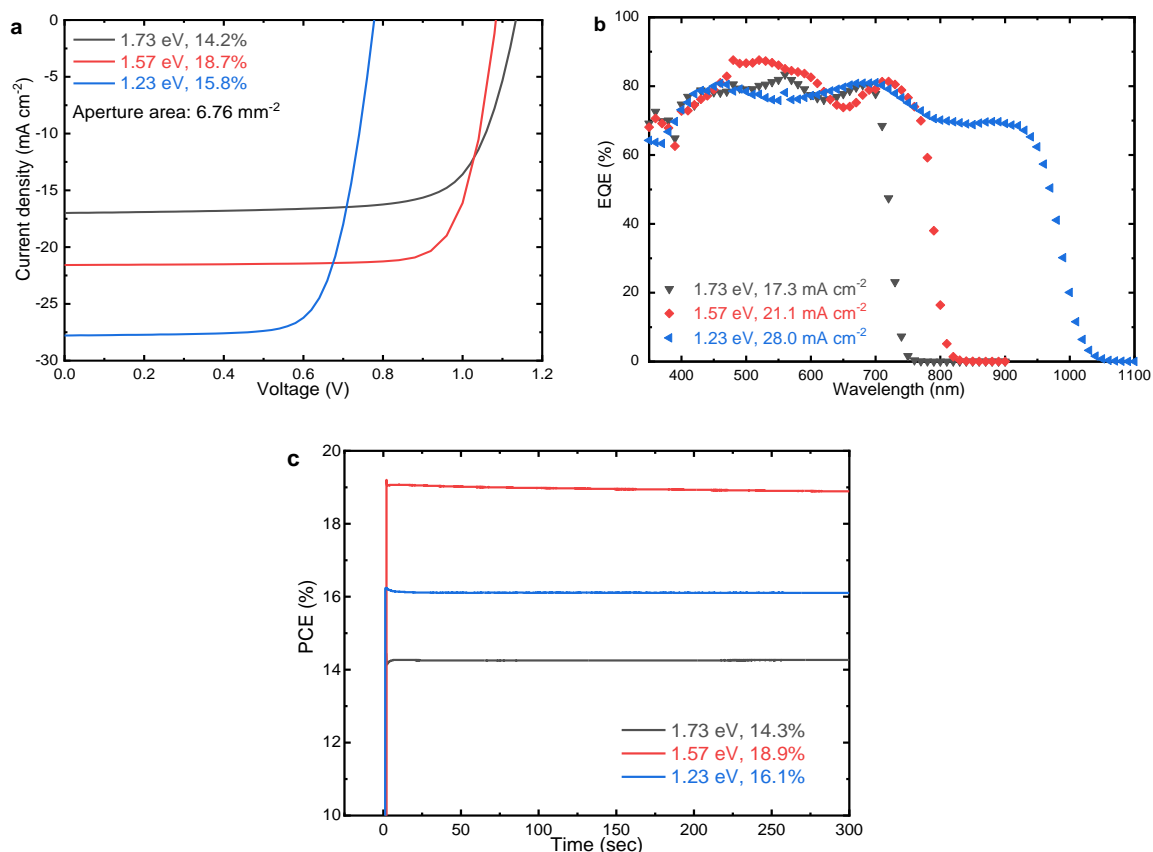 a
1.73 eV, 14.2%
1.57 eV, 18.7%
1.23 eV, 15.8%
Aperture area: 6.76 mm-2
Current density (mA cm-2)
0
-5
-10
-15
-20
-25
-30
0.0 0.2 0.4 0.6 0.8 1.0 1.2
Voltage (V)
b
EQE (%)
100
80
60
40
20
0
1.73 eV, 17.3 mA cm-2
1.57 eV, 21.1 mA cm-2
1.23 eV, 28.0 mA cm-2
400 500 600 700 800 900 1000 1100
Wavelength (nm)
c
PCE (%)
20
18
16
14
12
10
1.73 eV, 14.3%
1.57 eV, 18.9%
1.23 eV, 16.1%
0 50 100 150 200 250 300
Time (sec)